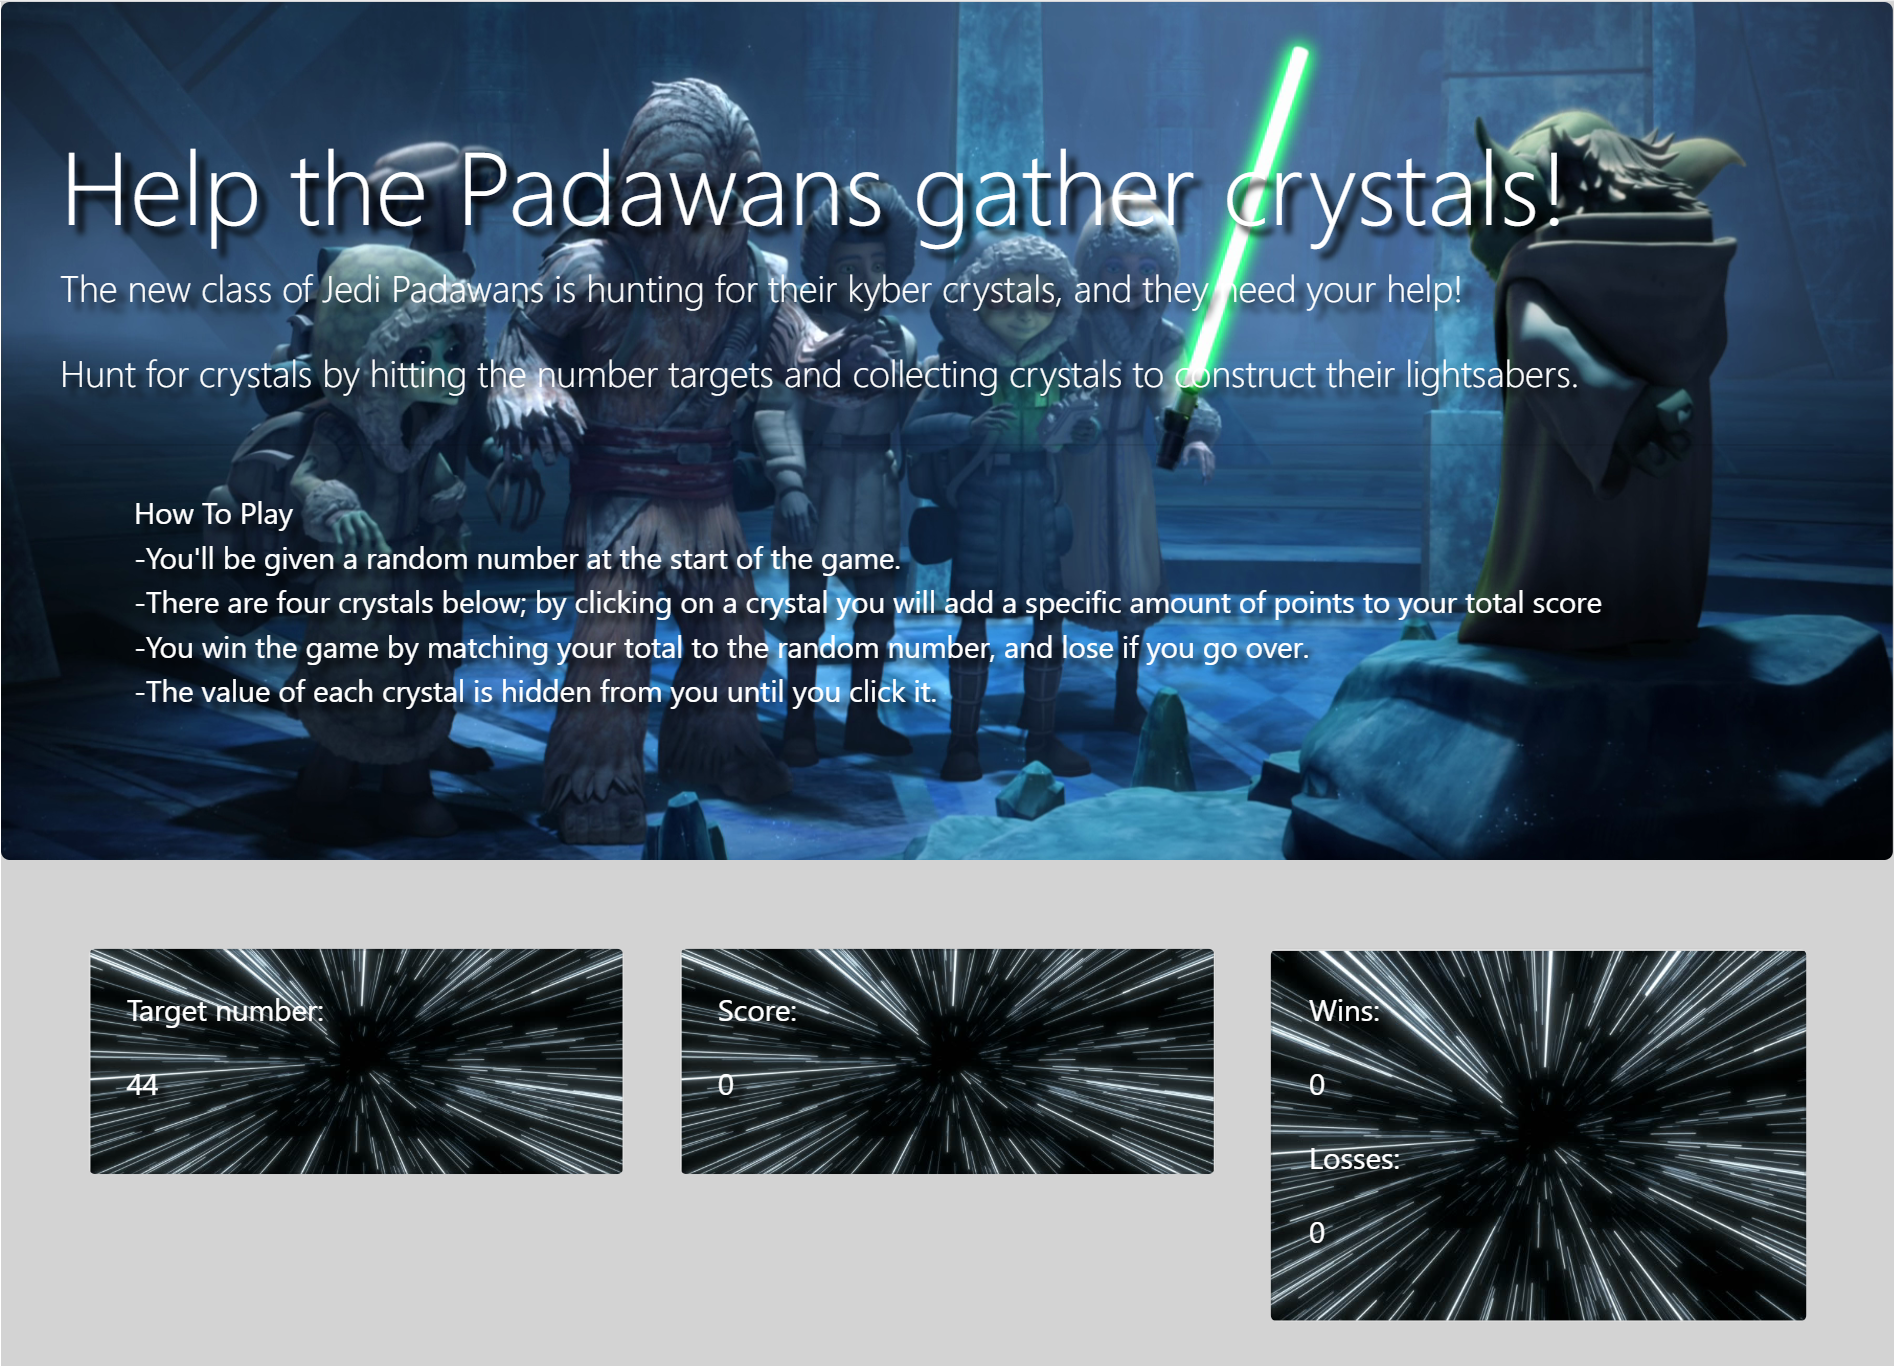 Help the Padawans gather crystals!
The new class of Jedi Padawans is hunting for their kyber crystals, and they need your help!
Hunt for crystals by hitting the number targets and collecting crystals to construct their lightsabers.
How To Play
-You'll be given a random number at the start of the game.
-There are four crystals below; by clicking on a crystal you will add a specific amount of points to your total score
-You win the game by matching your total to the random number, and lose if you go over.
-The value of each crystal is hidden from you until you click it.
Target number:
44
Score:
0
Wins:
0
Losses:
0